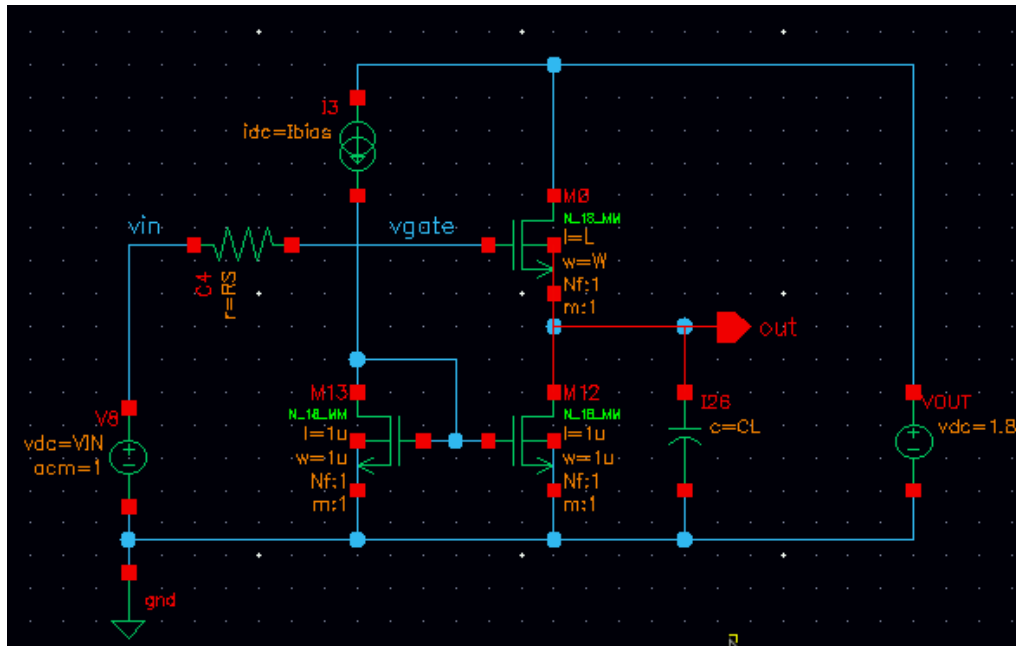 I3
idc=Ibias
M0
N_18_MM
l=L
w=W
Nf:1
m:1
vin
vgate
C4
r=RS
out
M13
N_18_MM
l=1u
w=1u
Nf:1
m:1
M12
N_18_MM
l=1u
w=1u
Nf:1
m:1
I26
c=CL
VOUT
vdc=1.8
V8
vdc=VIN
acm=1
gnd